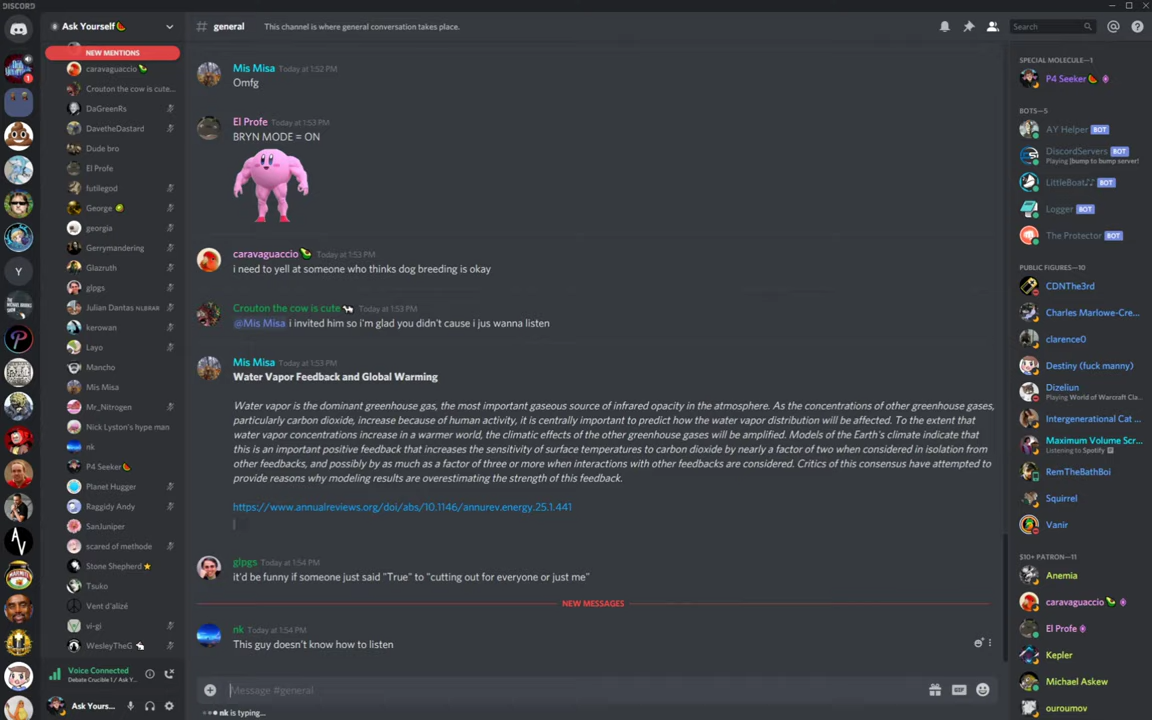 DISCORD
Ask Yourself
# general
This channel is where general conversation takes place.
Search
NEW MENTIONS
caravaguaccio
Crouton the cow is cute...
DaGreenRs
DavetheDastard
Dude bro
El Profe
futilegod
George
georgia
Gerrymandering
Glazruth
glpgs
Julian Dantas NLBRAR
kerowan
Layo
Mancho
Mis Misa
Mr_Nitrogen
Nick Lyston's hype man
nk
P4 Seeker
Planet Hugger
Raggidy Andy
SanJuniper
scared of methode
Stone Shepherd
Tsuko
Vent d'alizé
vi-gi
WesleyTheG
Voice Connected
Debate Crucible 1 / Ask Y...
Ask Yours...
Mis Misa Today at 1:52 PM
Omfg
El Profe Today at 1:53 PM
BRYN MODE = ON
caravaguaccio Today at 1:53 PM
i need to yell at someone who thinks dog breeding is okay
Crouton the cow is cute Today at 1:53 PM
@Mis Misa i invited him so i'm glad you didn't cause i jus wanna listen
Mis Misa Today at 1:53 PM
Water Vapor Feedback and Global Warming
Water vapor is the dominant greenhouse gas, the most important gaseous source of infrared opacity in the atmosphere. As the concentrations of other greenhouse gases,
particularly carbon dioxide, increase because of human activity, it is centrally important to predict how the water vapor distribution will be affected. To the extent that
water vapor concentrations increase in a warmer world, the climatic effects of the other greenhouse gases will be amplified. Models of the Earth's climate indicate that
this is an important positive feedback that increases the sensitivity of surface temperatures to carbon dioxide by nearly a factor of two when considered in isolation from
other feedbacks, and possibly by as much as a factor of three or more when interactions with other feedbacks are considered. Critics of this consensus have attempted to
provide reasons why modeling results are overestimating the strength of this feedback.
https://www.annualreviews.org/doi/abs/10.1146/annurev.energy.25.1.441
glpgs Today at 1:54 PM
it'd be funny if someone just said "True" to "cutting out for everyone or just me"
NEW MESSAGES
nk Today at 1:54 PM
This guy doesn't know how to listen
Message #general
GIF
nk is typing...
SPECIAL MOLECULE—1
P4 Seeker
BOTS—5
AY Helper BOT
DiscordServers BOT
Playing !bump to bump server!
LittleBoat♪♪ BOT
Logger BOT
The Protector BOT
PUBLIC FIGURES—10
CDNThe3rd
Charles Marlowe-Cre...
clarence0
Destiny (fuck manny)
Dizeliun
Playing World of Warcraft Cla...
Intergenerational Cat ...
Maximum Volume Scr...
Listening to Spotify
RemTheBathBoi
Squirrel
Vanir
$10+ PATRON—11
Anemia
caravaguaccio
El Profe
Kepler
Michael Askew
ouroumov